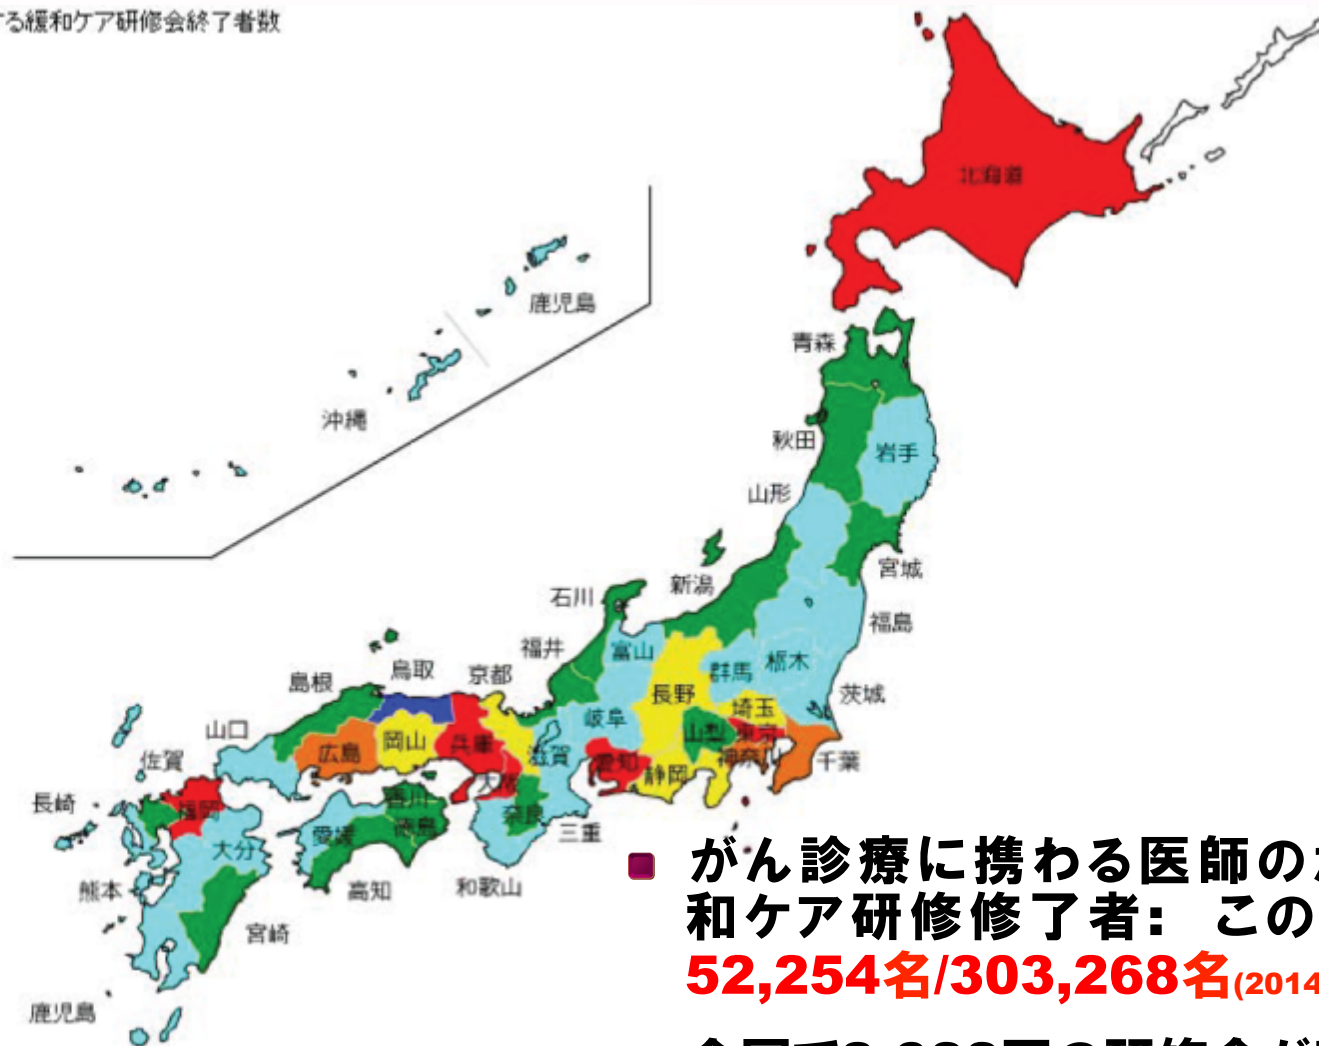 る緩和ケア研修会終了者数
北海道
鹿児島
青森
沖縄
秋田
岩手
山形
宮城
新潟
石川
福島
福井
富山
群馬
栃木
鳥取
京都
島根
長野
茨城
埼玉
山口
岐阜
山梨
東京
広島
岡山
兵庫
滋賀
愛知
静岡
神奈川
千葉
佐賀
大阪
長崎
福岡
香川
奈良
愛媛
徳島
三重
大分
熊本
高知
和歌山
宮崎
鹿児島
がん診療に携わる医師の
和ケア研修修了者: この
52,254名/303,268名(2014